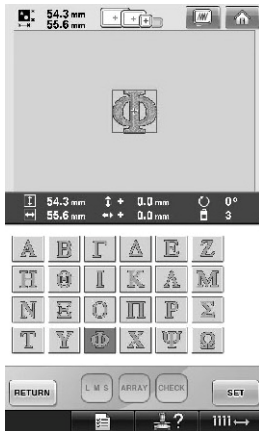 54.3 mm
55.6 mm
54.3 mm + 0.0 mm 0°
55.6 mm + 0.0 mm 3
Α Β Γ Δ Ε Ζ
Η Θ Ι Κ Λ Μ
Ν Ξ Ο Π Ρ Σ
Τ Υ Φ Χ Ψ Ω
RETURN L M S ARRAY CHECK SET
?